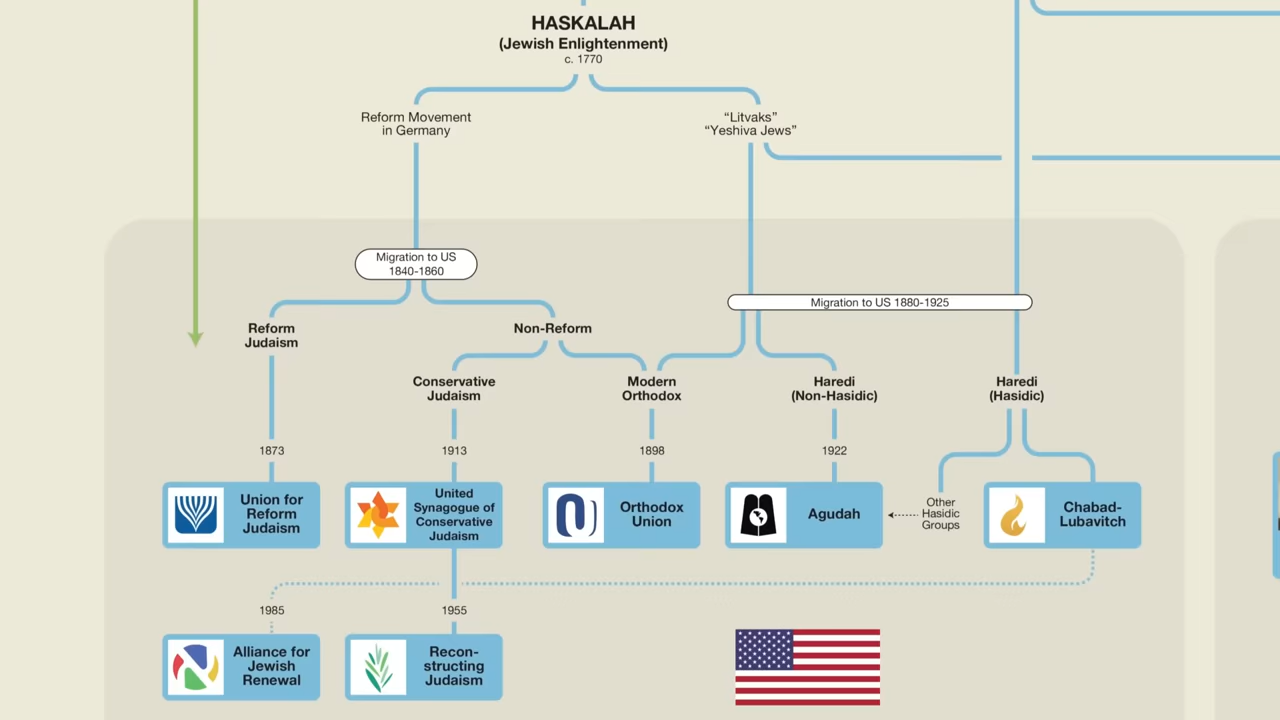 HASKALAH
(Jewish Enlightenment)
c. 1770
Reform Movement
in Germany
“Litvaks”
“Yeshiva Jews”
Migration to US
1840-1860
Migration to US 1880-1925
Reform
Judaism
Non-Reform
Conservative
Judaism
Modern
Orthodox
Haredi
(Non-Hasidic)
Haredi
(Hasidic)
1873
1913
1898
1922
Union for
Reform
Judaism
United
Synagogue of
Conservative
Judaism
Orthodox
Union
Agudah
Other
Hasidic
Groups
Chabad-
Lubavitch
1985
1955
Alliance for
Jewish
Renewal
Recon-
structing
Judaism